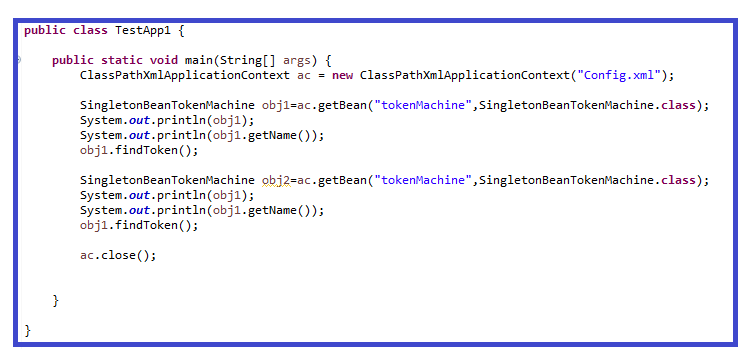 public class TestApp1 {
public static void main(String[] args) {
ClassPathXmlApplicationContext ac = new ClassPathXmlApplicationContext("Config.xml");
SingletonBeanTokenMachine obj1=ac.getBean("tokenMachine",SingletonBeanTokenMachine.class);
System.out.println(obj1);
System.out.println(obj1.getName());
obj1.findToken();
SingletonBeanTokenMachine obj2=ac.getBean("tokenMachine",SingletonBeanTokenMachine.class);
System.out.println(obj1);
System.out.println(obj1.getName());
obj1.findToken();
ac.close();
}
}